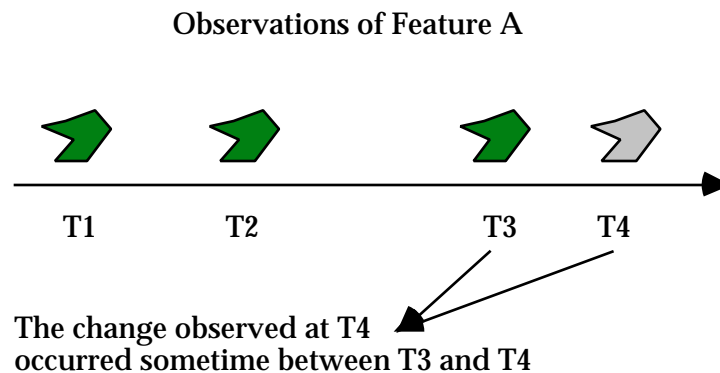 Observations of Feature A
T1 T2 T3 T4
The change observed at T4
occurred sometime between T3 and T4